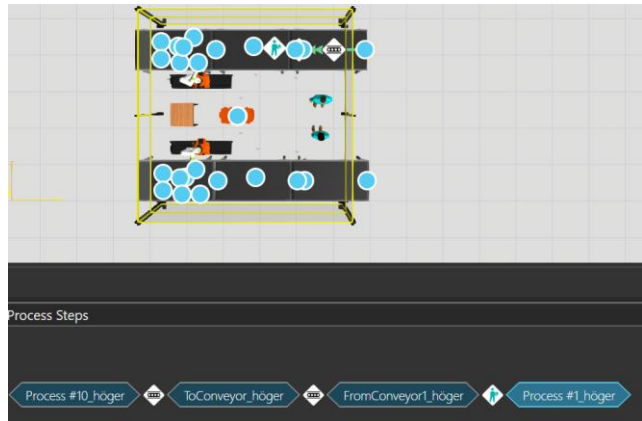 Process Steps
Process #10_höger
ToConveyor_höger
FromConveyor1_höger
Process #1_höger